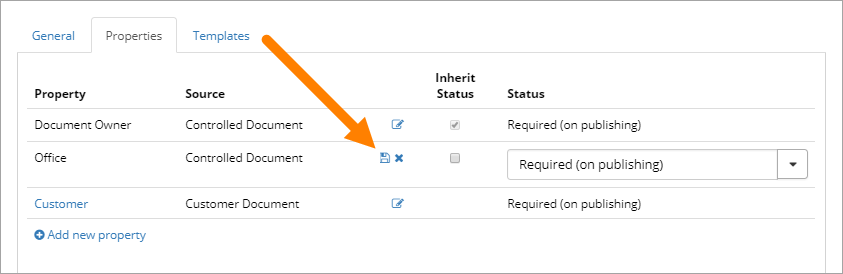 General Properties Templates
Inherit
Property Source Status Status
Document Owner Controlled Document Required (on publishing)
Office Controlled Document Required (on publishing)
Customer Customer Document Required (on publishing)
Add new property